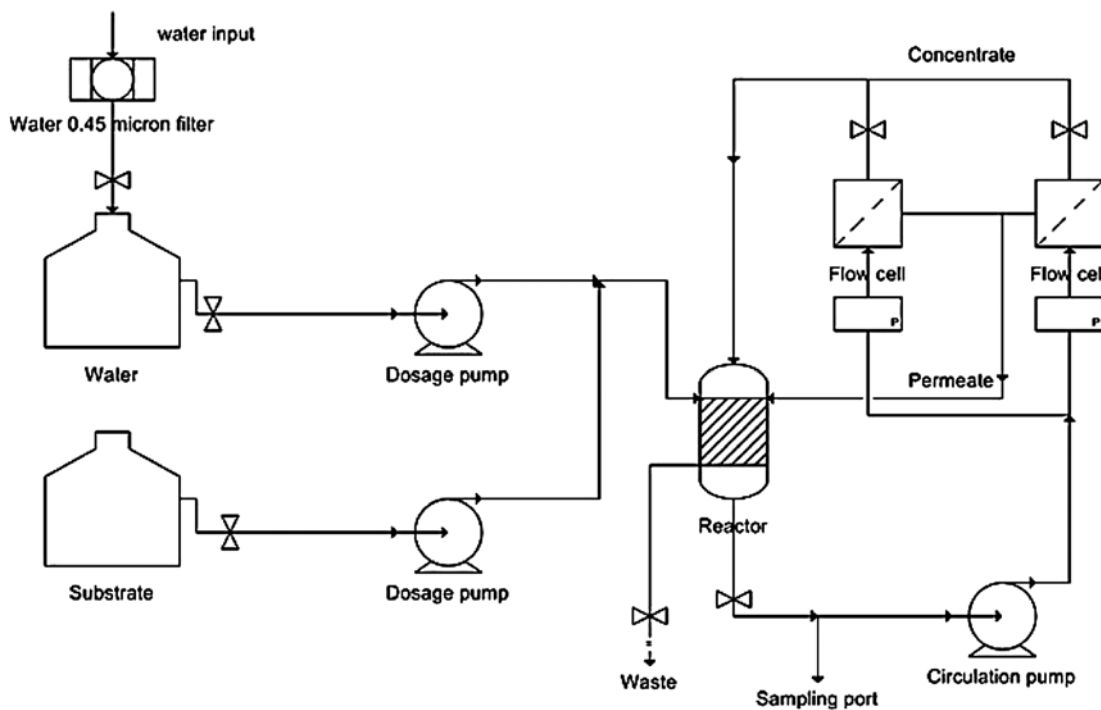 water input
Concentrate
Water 0.45 micron filter
Flow cell
Flow cell
P
P
Water
Dosage pump
Permeate
Reactor
Substrate
Dosage pump
Waste
Sampling port
Circulation pump